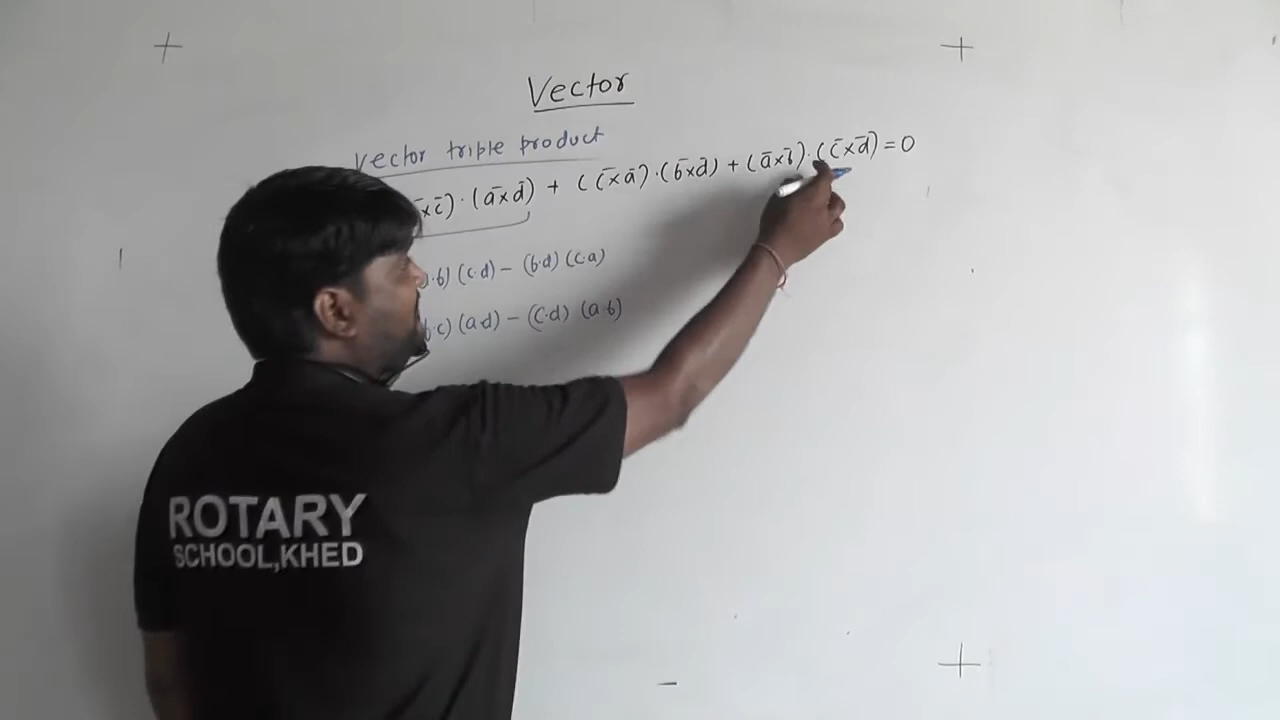 Vector
Vector triple product
×c̄)·(ā×d̄) + (c̄×ā)·(b̄×d̄) + (ā×b̄)·(c̄×d̄) = 0
·b) (c·d) − (b·d) (c·a)
b·c) (a·d) − (c·d) (a·b)
ROTARY
SCHOOL,KHED